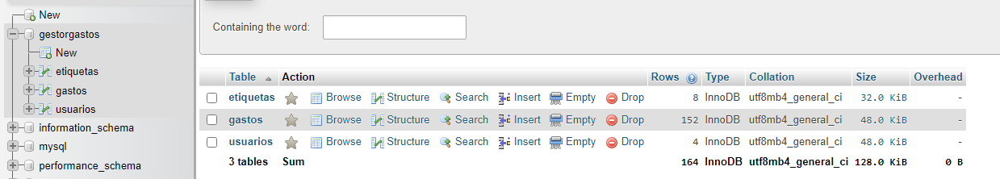 New
gestorgastos
New
etiquetas
gastos
usuarios
information_schema
mysql
performance_schema
Containing the word:
Table Action Rows Type Collation Size Overhead
etiquetas Browse Structure Search Insert Empty Drop 8 InnoDB utf8mb4_general_ci 32.0 KiB -
gastos Browse Structure Search Insert Empty Drop 152 InnoDB utf8mb4_general_ci 48.0 KiB -
usuarios Browse Structure Search Insert Empty Drop 4 InnoDB utf8mb4_general_ci 48.0 KiB -
3 tables Sum 164 InnoDB utf8mb4_general_ci 128.0 KiB 0 B